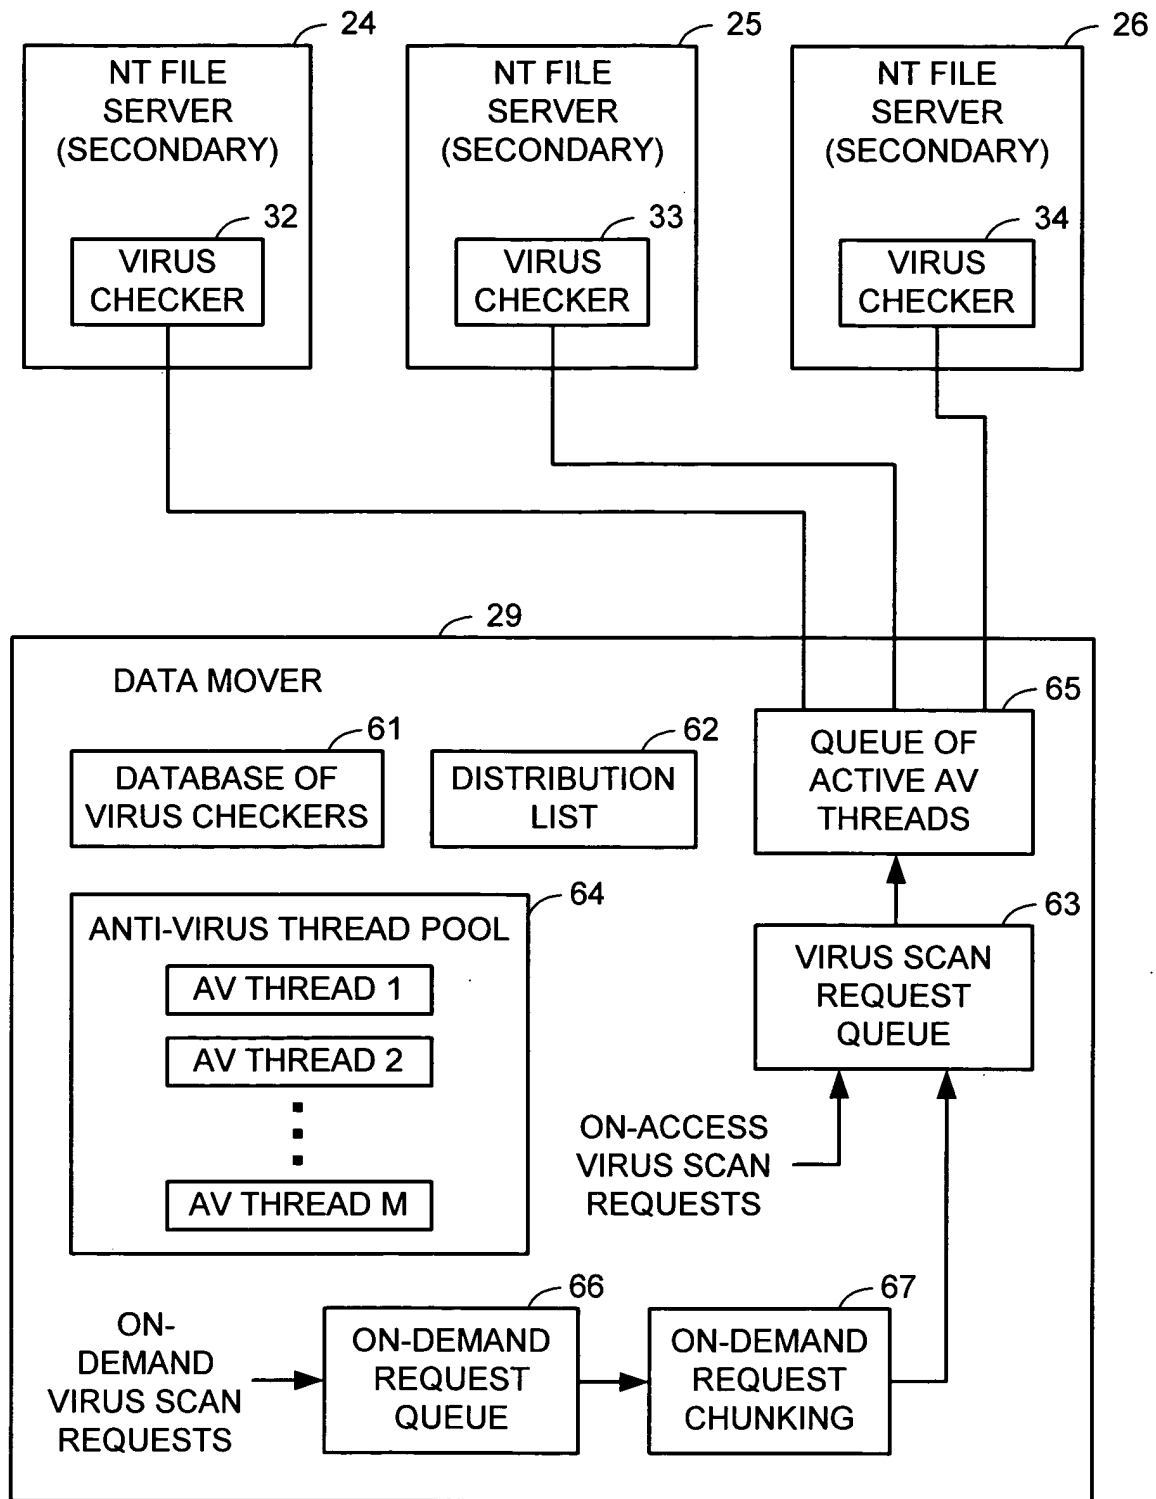 24
NT FILE
SERVER
(SECONDARY)
32
VIRUS
CHECKER
25
NT FILE
SERVER
(SECONDARY)
33
VIRUS
CHECKER
26
NT FILE
SERVER
(SECONDARY)
34
VIRUS
CHECKER
29
DATA MOVER
61
DATABASE OF
VIRUS CHECKERS
62
DISTRIBUTION
LIST
65
QUEUE OF
ACTIVE AV
THREADS
64
ANTI-VIRUS THREAD POOL
AV THREAD 1
AV THREAD 2
AV THREAD M
63
VIRUS SCAN
REQUEST
QUEUE
ON-ACCESS
VIRUS SCAN
REQUESTS
ON-
DEMAND
VIRUS SCAN
REQUESTS
66
ON-DEMAND
REQUEST
QUEUE
67
ON-DEMAND
REQUEST
CHUNKING